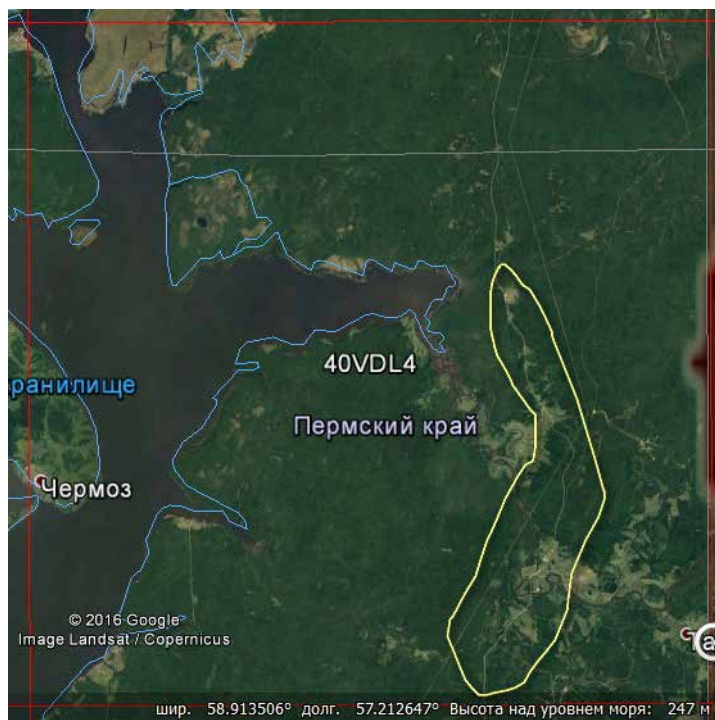 40VDL4
ранилище
Пермский край
Чермоз
© 2016 Google
Image Landsat / Copernicus
Та
шир. 58.913506° долг. 57.212647° Высота над уровнем моря: 247 м